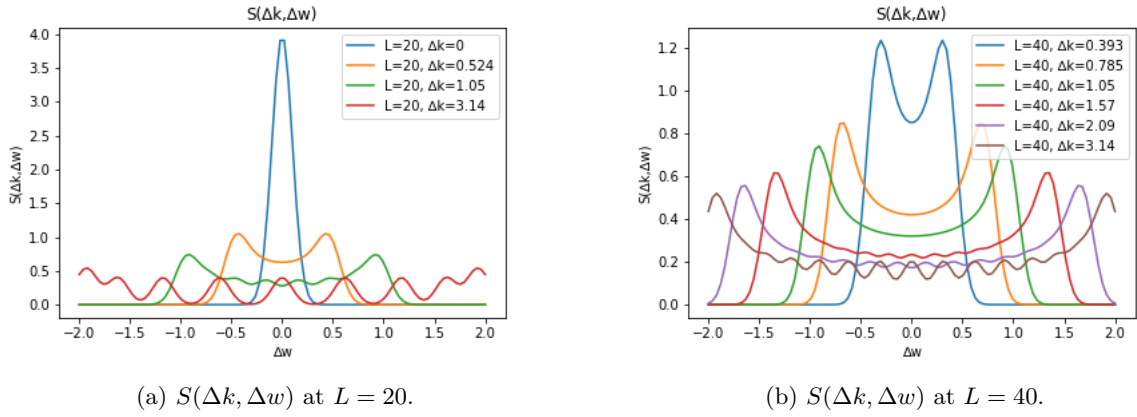 S(Δk,Δw)
4.0
3.5
3.0
2.5
2.0
1.5
1.0
0.5
0.0
S(Δk,Δw)
L=20, Δk=0
L=20, Δk=0.524
L=20, Δk=1.05
L=20, Δk=3.14
-2.0 -1.5 -1.0 -0.5 0.0 0.5 1.0 1.5 2.0
Δw
(a) S(Δk, Δw) at L = 20.
S(Δk,Δw)
1.2
1.0
0.8
0.6
0.4
0.2
0.0
S(Δk,Δw)
L=40, Δk=0.393
L=40, Δk=0.785
L=40, Δk=1.05
L=40, Δk=1.57
L=40, Δk=2.09
L=40, Δk=3.14
-2.0 -1.5 -1.0 -0.5 0.0 0.5 1.0 1.5 2.0
Δw
(b) S(Δk, Δw) at L = 40.